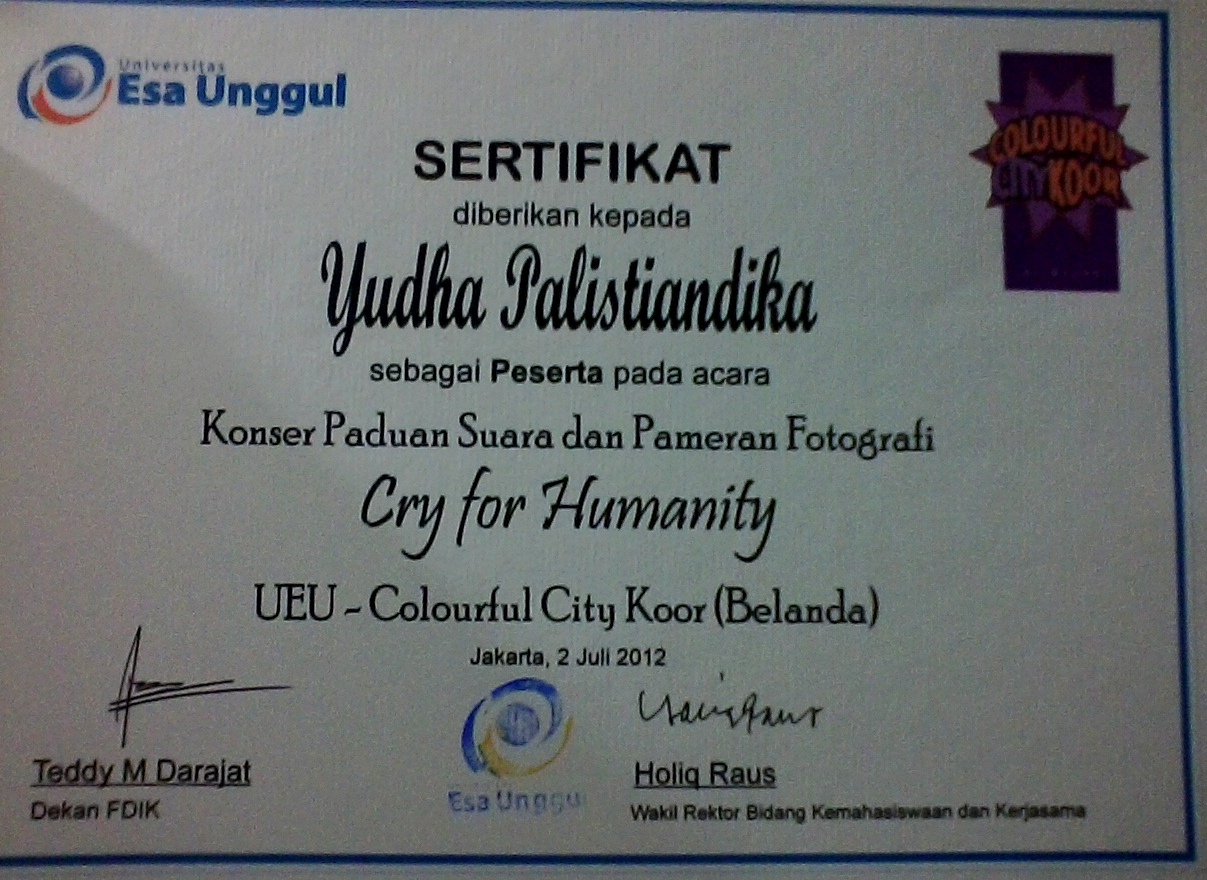 Universitas
Esa Unggul
COLOURFUL
CITY KOOR
SERTIFIKAT
diberikan kepada
Yudha Palistiandika
sebagai Peserta pada acara
Konser Paduan Suara dan Pameran Fotografi
Cry for Humanity
UEU - Colourful City Koor (Belanda)
Jakarta, 2 Juli 2012
Esa Unggul
Teddy M Darajat
Dekan FDIK
Holiq Raus
Wakil Rektor Bidang Kemahasiswaan dan Kerjasama